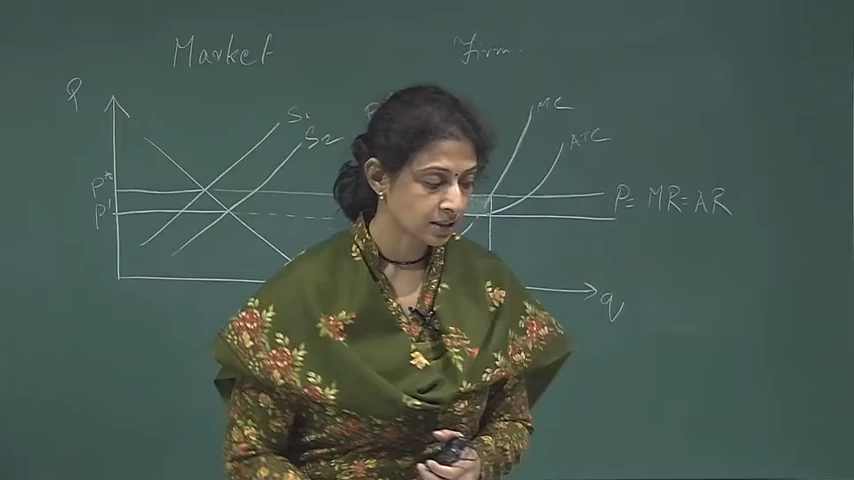 Market
Firm.
P
S1
S2
MC
ATC
P*
P'
P= MR=AR
q